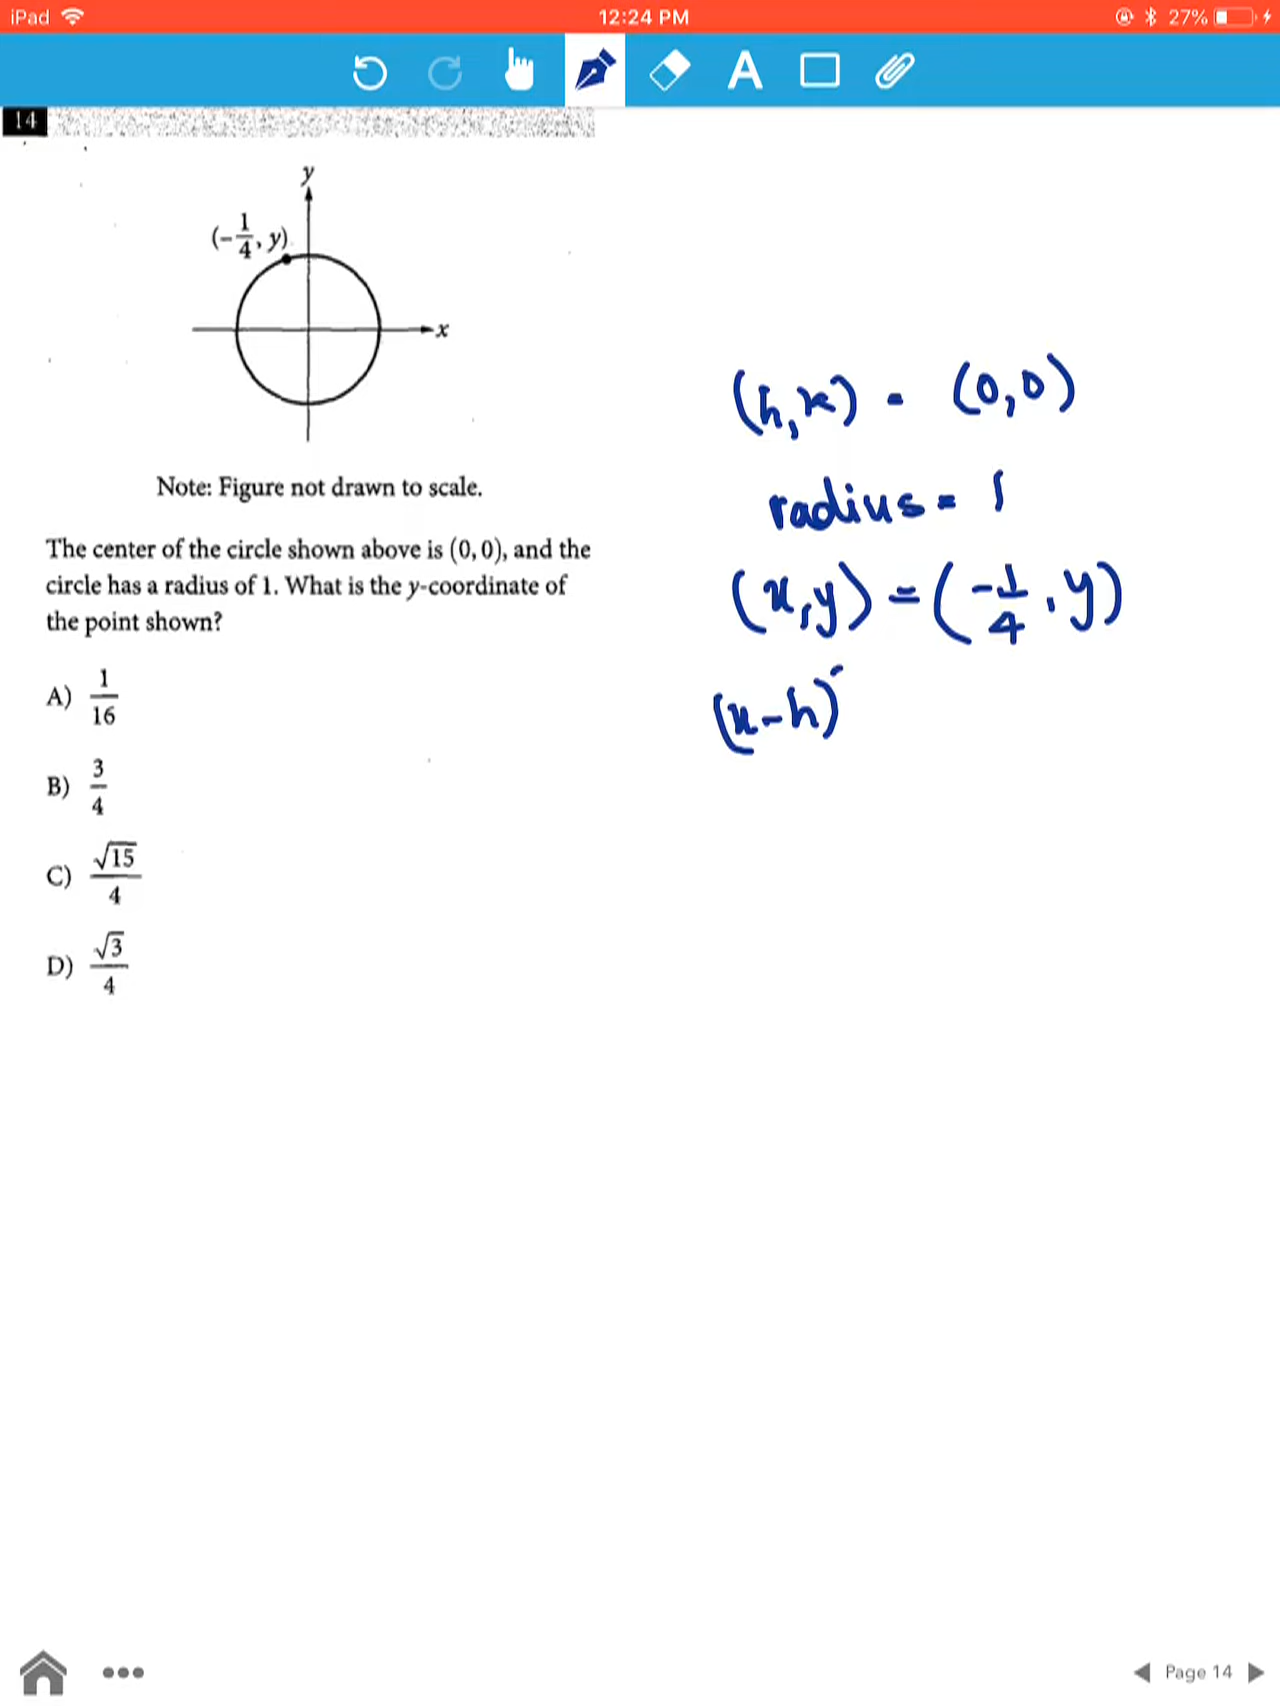 iPad 12:24 PM 27%
A
14
y
(-1/4, y)
x
Note: Figure not drawn to scale.
The center of the circle shown above is (0, 0), and the
circle has a radius of 1. What is the y-coordinate of
the point shown?
A) 1/16
B) 3/4
C) √15/4
D) √3/4
(h,k) = (0,0)
radius = 1
(x,y) = (-1/4, y)
(x-h)
Page 14